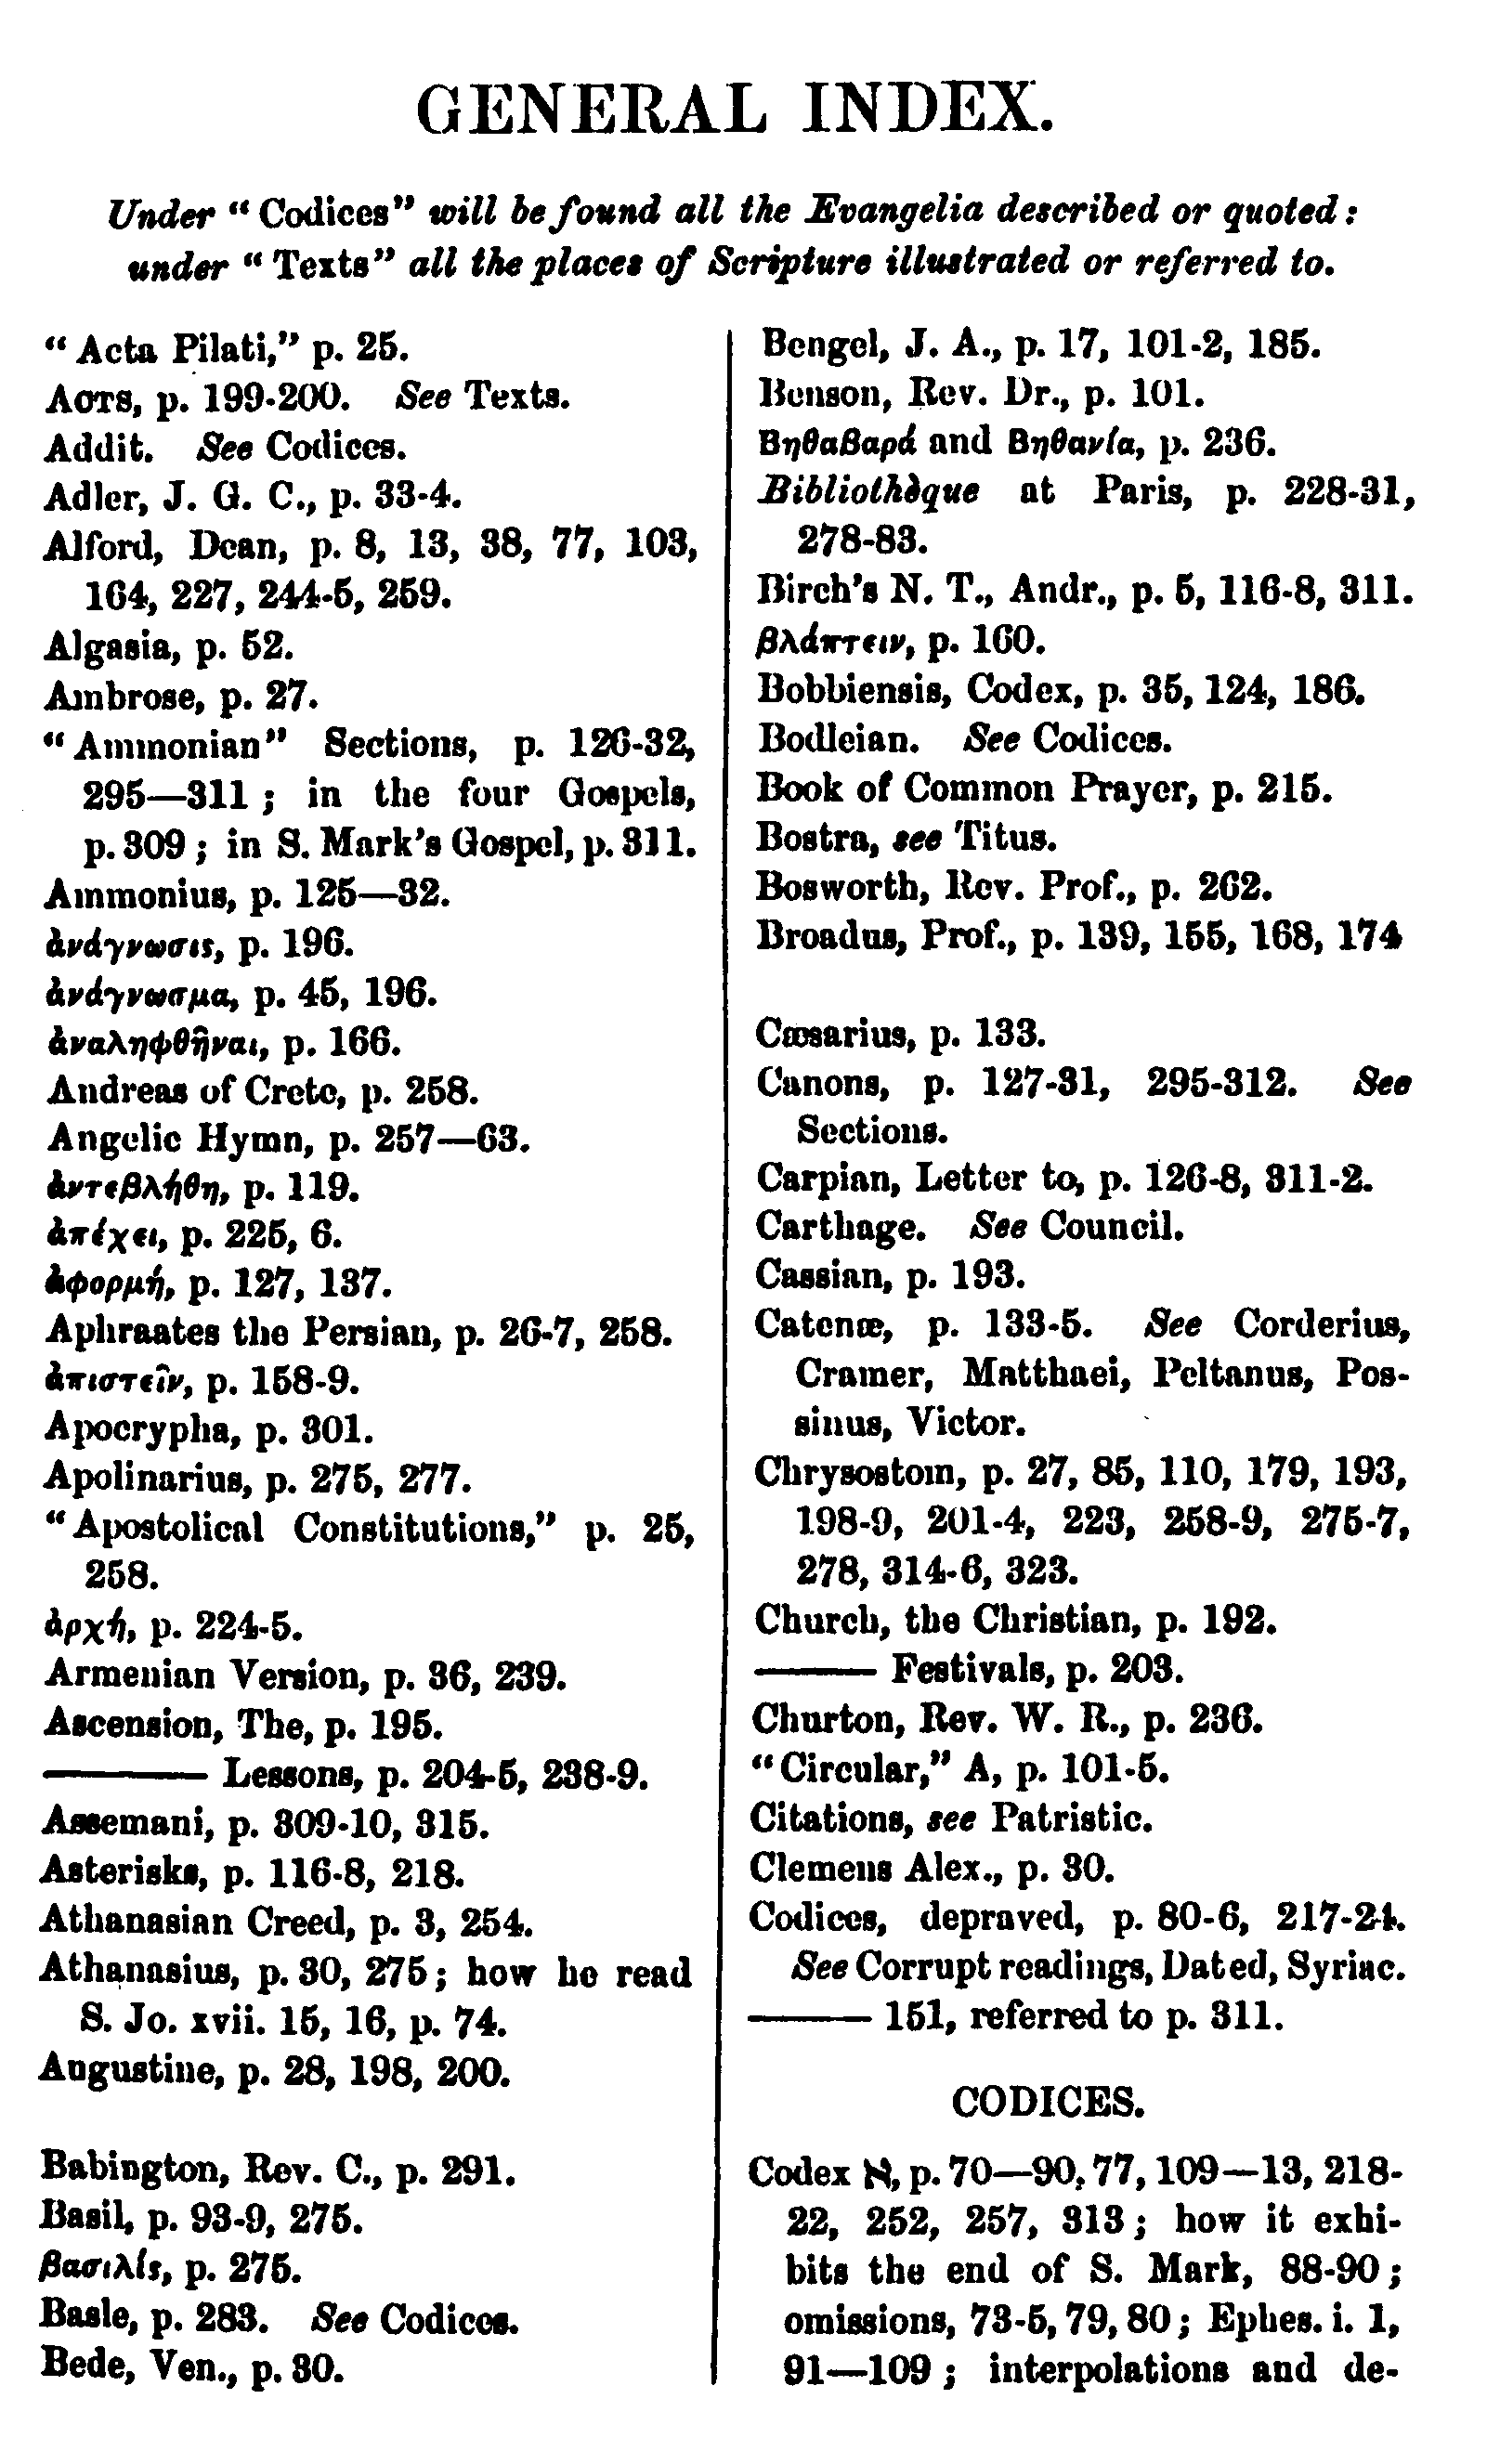 GENERAL INDEX.
Under “Codices” will be found all the Evangelia described or quoted:
under “Texts” all the places of Scripture illustrated or referred to.
“Acta Pilati,” p. 25.
ACTS, p. 199-200. See Texts.
Addit. See Codices.
Adler, J. G. C., p. 33-4.
Alford, Dean, p. 8, 13, 38, 77, 103,
164, 227, 244-5, 259.
Algasia, p. 52.
Ambrose, p. 27.
“Ammonian” Sections, p. 126-32,
295—311; in the four Gospels,
p. 309; in S. Mark’s Gospel, p. 311.
Ammonius, p. 125—32.
ἀνάγνωσις, p. 196.
ἀνάγνωσμα, p. 45, 196.
ἀναληφθῆναι, p. 166.
Andreas of Crete, p. 258.
Angelic Hymn, p. 257—63.
ἀντεβλήθη, p. 119.
ἀπέχει, p. 225, 6.
ἀφορμή, p. 127, 137.
Aphraates the Persian, p. 26-7, 258.
ἀπιστεῖν, p. 158-9.
Apocrypha, p. 301.
Apolinarius, p. 275, 277.
“Apostolical Constitutions,” p. 25,
258.
ἀρχή, p. 224-5.
Armenian Version, p. 36, 239.
Ascension, The, p. 195.
——— Lessons, p. 204-5, 238-9.
Assemani, p. 309-10, 315.
Asterisks, p. 116-8, 218.
Athanasian Creed, p. 3, 254.
Athanasius, p. 30, 275; how he read
S. Jo. xvii. 15, 16, p. 74.
Augustine, p. 28, 198, 200.
Babington, Rev. C., p. 291.
Basil, p. 93-9, 275.
βασιλίς, p. 275.
Basle, p. 283. See Codices.
Bede, Ven., p. 30.
Bengel, J. A., p. 17, 101-2, 185.
Benson, Rev. Dr., p. 101.
Βηθαβαρά and Βηθανία, p. 236.
Bibliothèque at Paris, p. 228-31,
278-83.
Birch’s N. T., Andr., p. 5, 116-8, 311.
βλάπτειν, p. 160.
Bobbiensis, Codex, p. 35, 124, 186.
Bodleian. See Codices.
Book of Common Prayer, p. 215.
Bostra, see Titus.
Bosworth, Rev. Prof., p. 262.
Broadus, Prof., p. 139, 155, 168, 174
Cæsarius, p. 133.
Canons, p. 127-31, 295-312. See
Sections.
Carpian, Letter to, p. 126-8, 311-2.
Carthage. See Council.
Cassian, p. 193.
Catenæ, p. 133-5. See Corderius,
Cramer, Matthaei, Peltanus, Pos-
sinus, Victor.
Chrysostom, p. 27, 85, 110, 179, 193,
198-9, 201-4, 223, 258-9, 275-7,
278, 314-6, 323.
Church, the Christian, p. 192.
——— Festivals, p. 203.
Churton, Rev. W. R., p. 236.
“Circular,” A, p. 101-5.
Citations, see Patristic.
Clemens Alex., p. 30.
Codices, depraved, p. 80-6, 217-24.
See Corrupt readings, Dated, Syriac.
——— 151, referred to p. 311.
CODICES.
Codex א, p. 70—90, 77, 109—13, 218-
22, 252, 257, 313; how it exhi-
bits the end of S. Mark, 88-90;
omissions, 73-5, 79, 80; Ephes. i. 1,
91—109; interpolations and de-